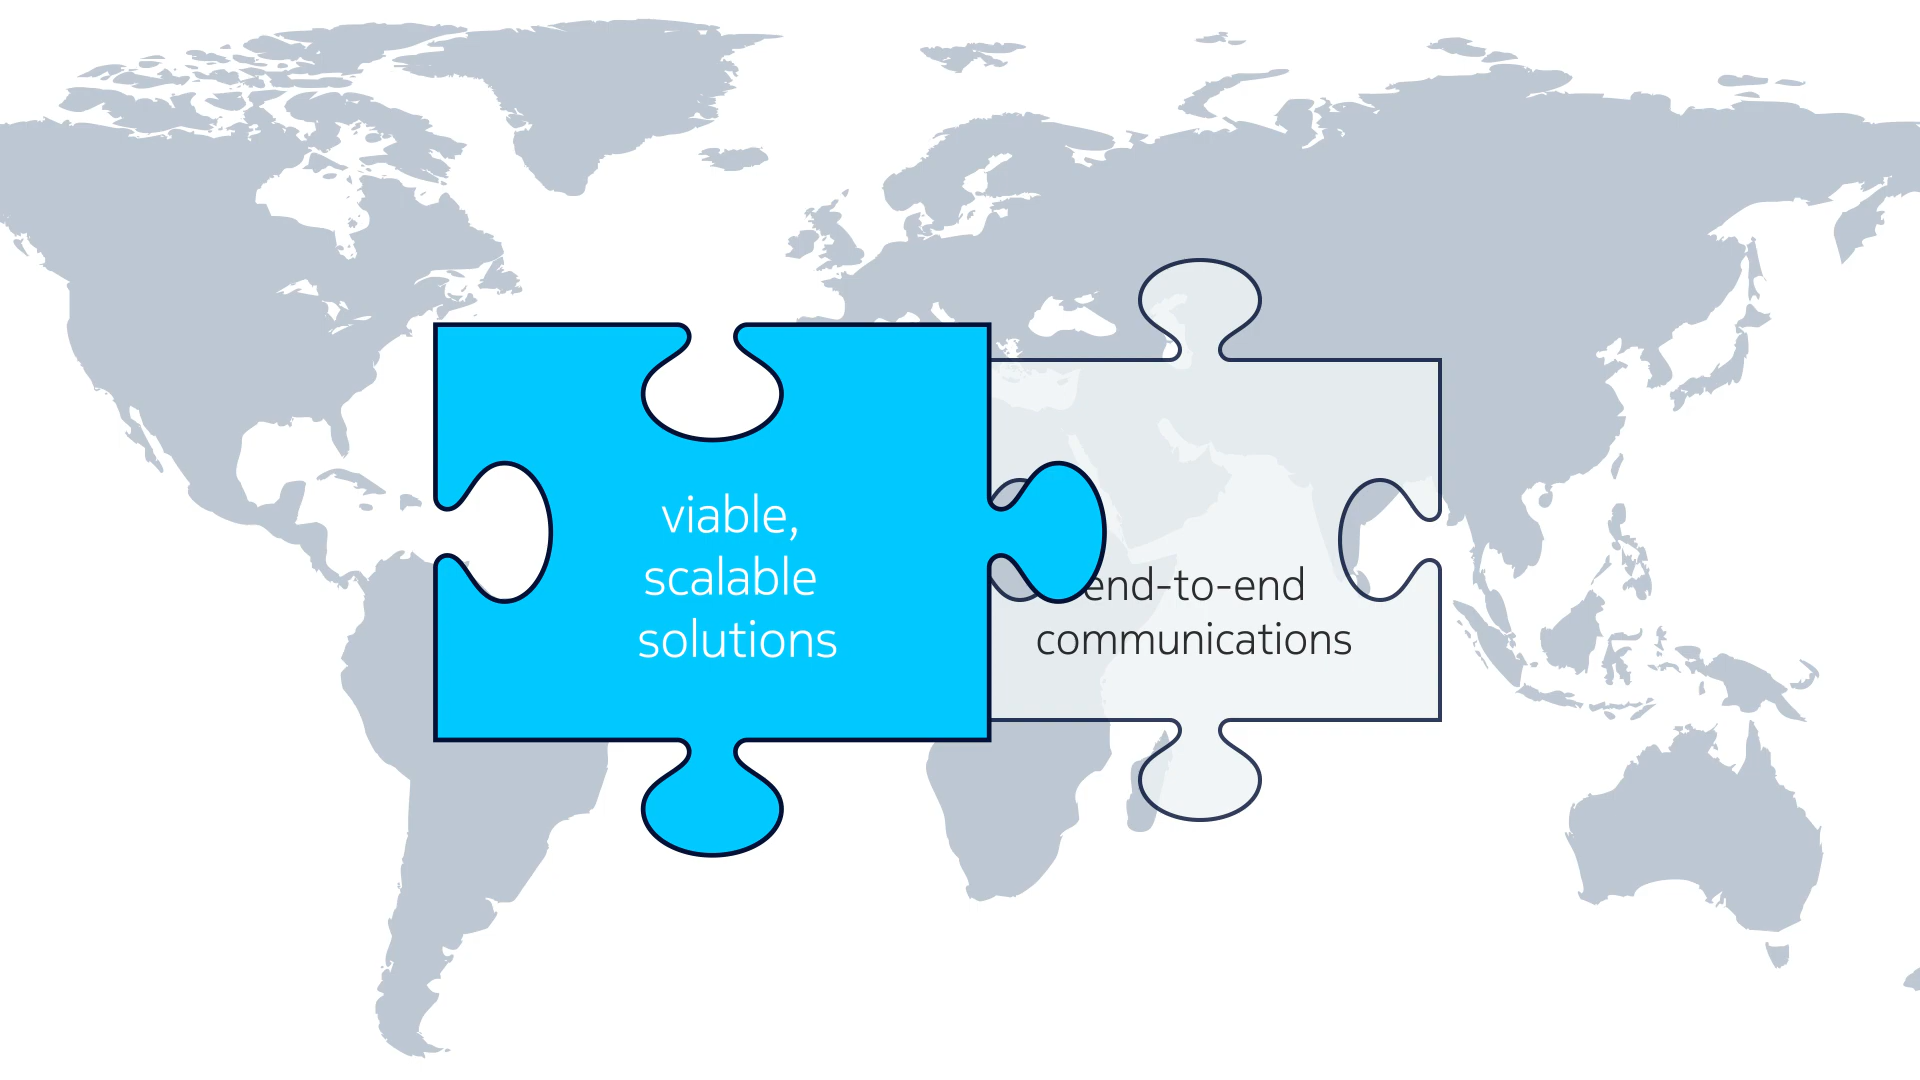 viable,
scalable
solutions
end-to-end
communications